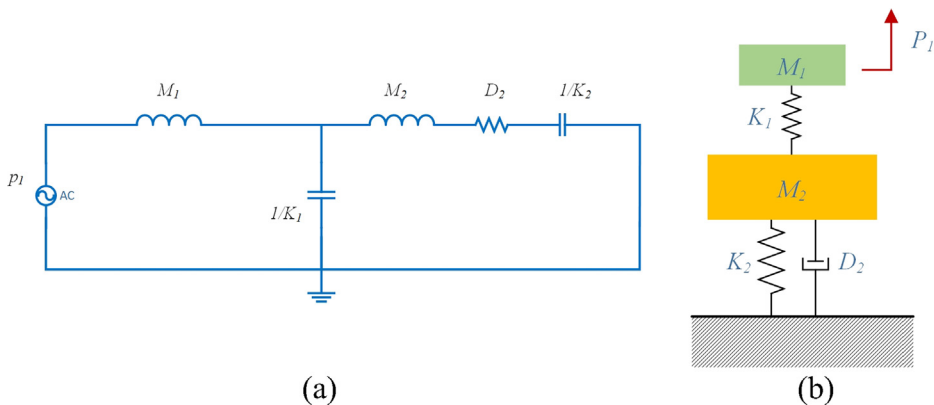 M₁
M₂
D₂
1/K₂
p₁
AC
1/K₁
(a)
P₁
M₁
K₁
M₂
K₂
D₂
(b)